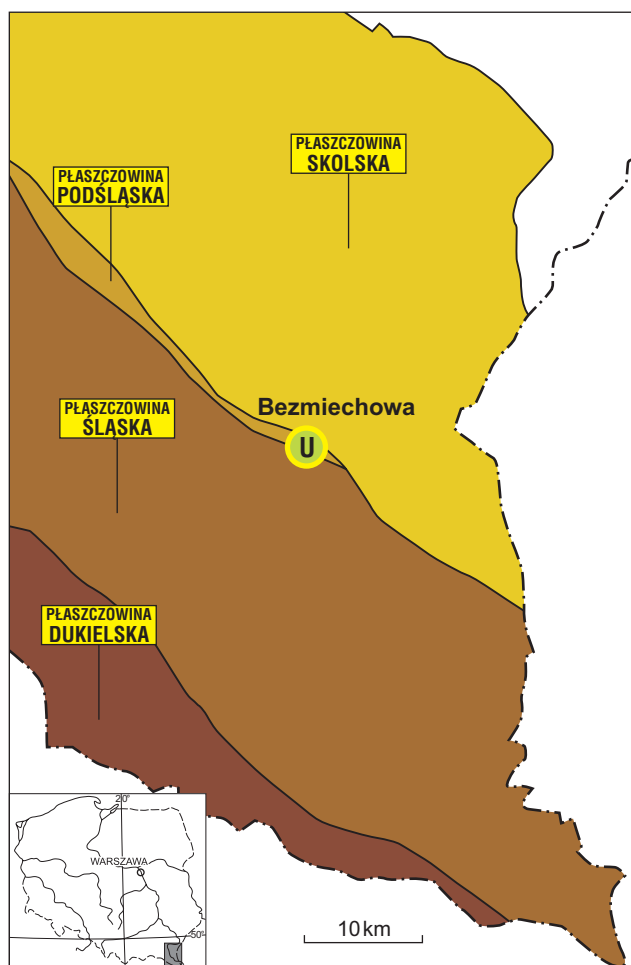 PŁASZCZOWINA
SKOLSKA
PŁASZCZOWINA
PODŚLĄSKA
Bezmiechowa
U
PŁASZCZOWINA
ŚLĄSKA
PŁASZCZOWINA
DUKIELSKA
20°
WARSZAWA
50°
10 km